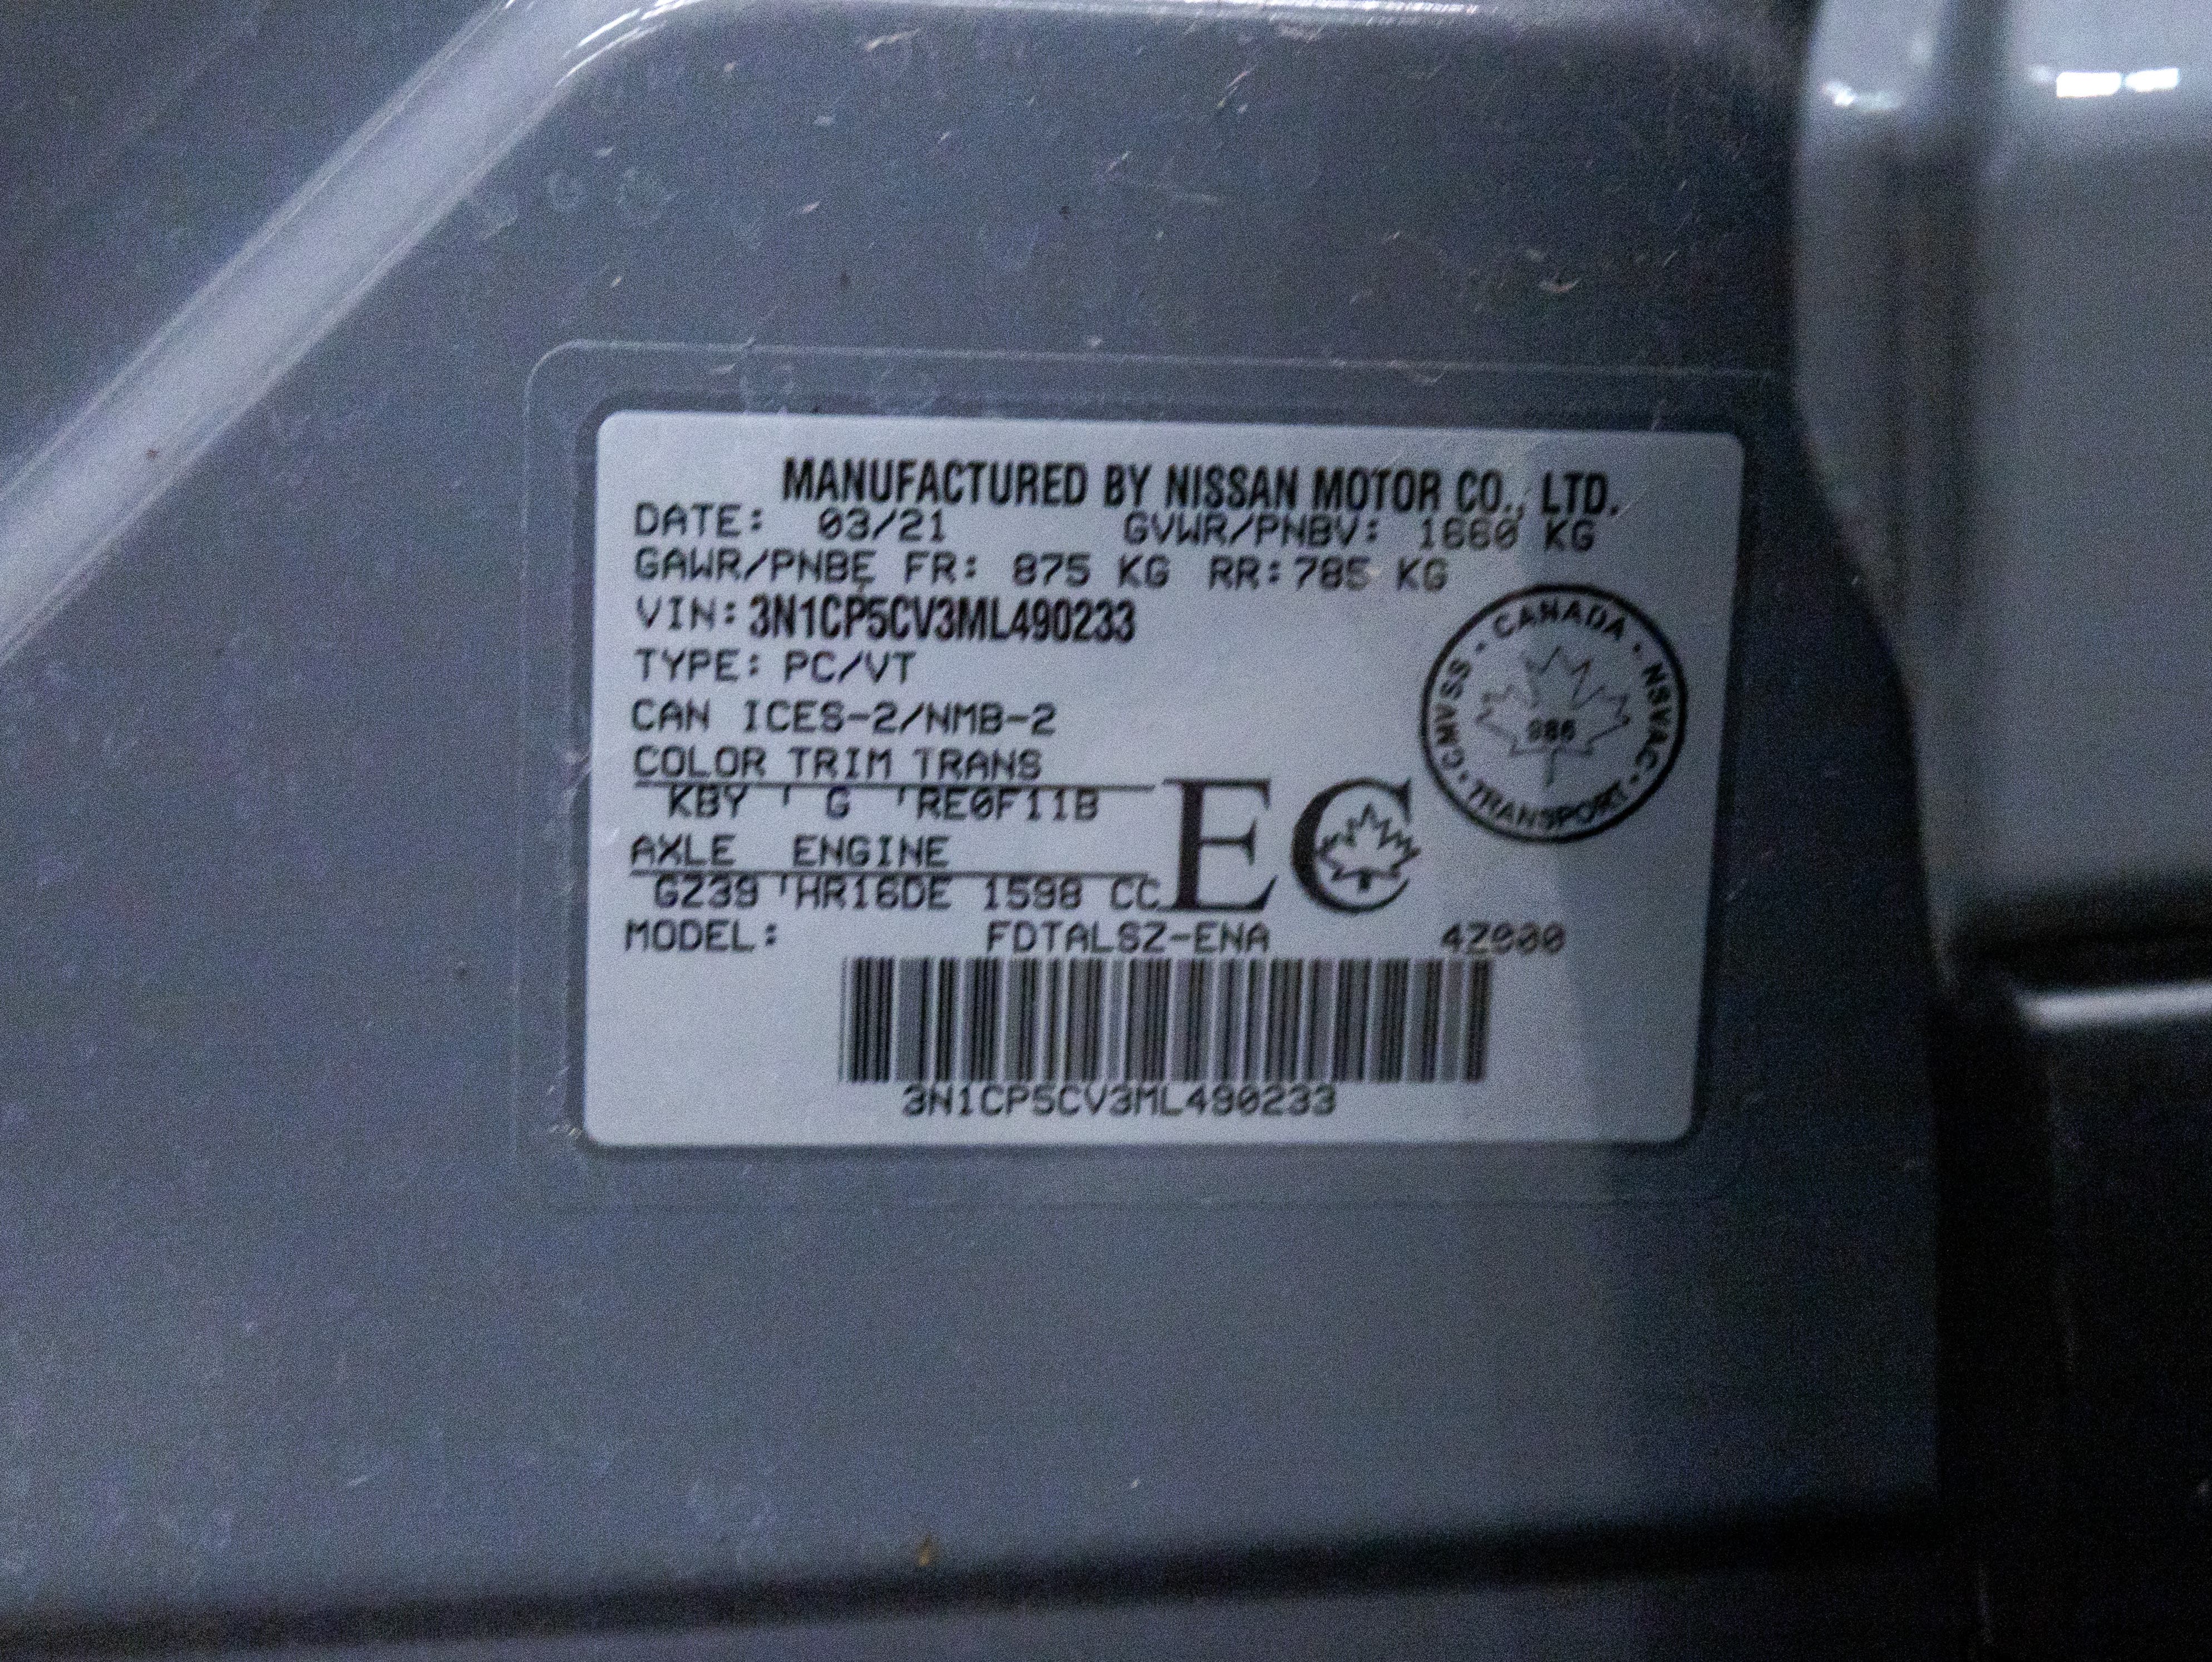 MANUFACTURED BY NISSAN MOTOR CO., LTD.
DATE: 03/21 GVWR/PNBV: 1660 KG
GAWR/PNBE FR: 875 KG RR: 785 KG
VIN: 3N1CP5CV3ML490233
TYPE: PC/VT
CAN ICES-2/NMB-2
COLOR TRIM TRANS
KBY G RE0F11B
AXLE ENGINE
GZ39 HR16DE 1598 CC
EC
CANADA · NSVAC · TRANSPORT · CMVSS
986
MODEL: FDTALSZ-ENA
3N1CP5CV3ML490233